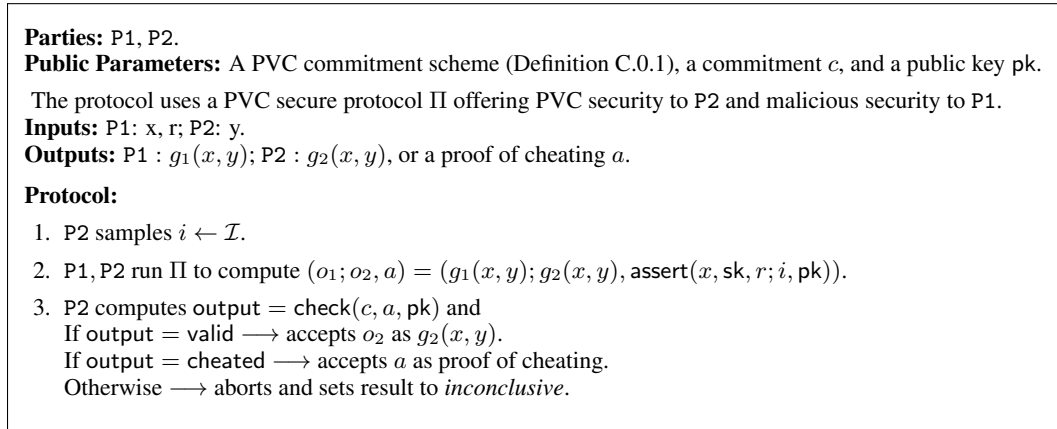 Parties: P1, P2.
Public Parameters: A PVC commitment scheme (Definition C.0.1), a commitment c, and a public key pk.
The protocol uses a PVC secure protocol Π offering PVC security to P2 and malicious security to P1.
Inputs: P1: x, r; P2: y.
Outputs: P1 : g₁(x, y); P2 : g₂(x, y), or a proof of cheating a.
Protocol:
1. P2 samples i ← ℐ.
2. P1, P2 run Π to compute (o₁; o₂, a) = (g₁(x, y); g₂(x, y), assert(x, sk, r; i, pk)).
3. P2 computes output = check(c, a, pk) and
If output = valid ⟶ accepts o₂ as g₂(x, y).
If output = cheated ⟶ accepts a as proof of cheating.
Otherwise ⟶ aborts and sets result to inconclusive.